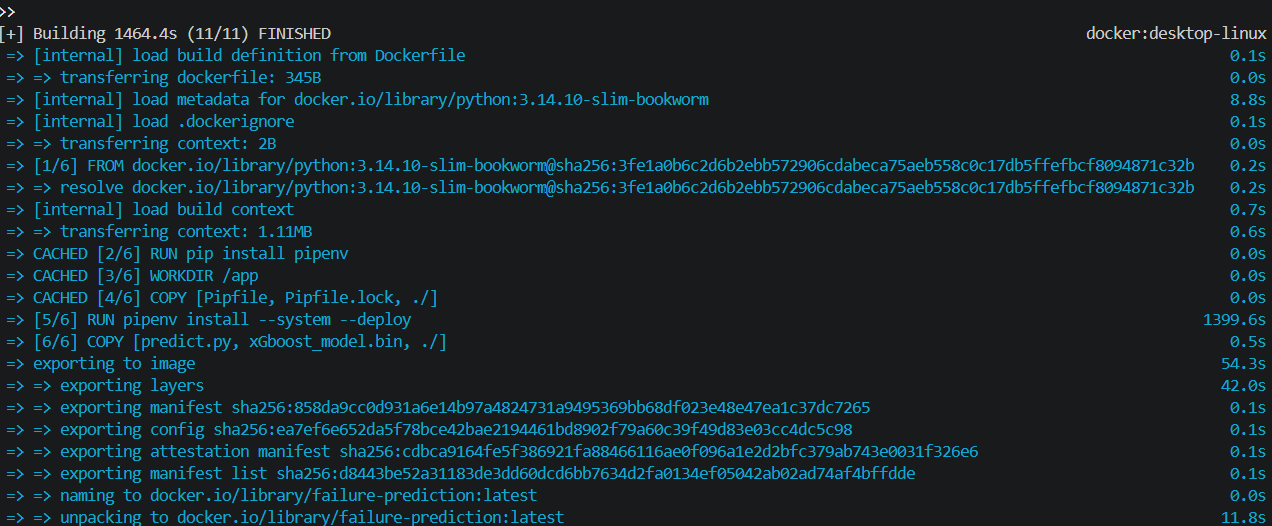 >>
[+] Building 1464.4s (11/11) FINISHED docker:desktop-linux
=> [internal] load build definition from Dockerfile 0.1s
=> => transferring dockerfile: 345B 0.0s
=> [internal] load metadata for docker.io/library/python:3.14.10-slim-bookworm 8.8s
=> [internal] load .dockerignore 0.1s
=> => transferring context: 2B 0.0s
=> [1/6] FROM docker.io/library/python:3.14.10-slim-bookworm@sha256:3fe1a0b6c2d6b2ebb572906cdabeca75aeb558c0c17db5ffefbcf8094871c32b 0.2s
=> => resolve docker.io/library/python:3.14.10-slim-bookworm@sha256:3fe1a0b6c2d6b2ebb572906cdabeca75aeb558c0c17db5ffefbcf8094871c32b 0.2s
=> [internal] load build context 0.7s
=> => transferring context: 1.11MB 0.6s
=> CACHED [2/6] RUN pip install pipenv 0.0s
=> CACHED [3/6] WORKDIR /app 0.0s
=> CACHED [4/6] COPY [Pipfile, Pipfile.lock, ./] 0.0s
=> [5/6] RUN pipenv install --system --deploy 1399.6s
=> [6/6] COPY [predict.py, xGboost_model.bin, ./] 0.5s
=> exporting to image 54.3s
=> => exporting layers 42.0s
=> => exporting manifest sha256:858da9cc0d931a6e14b97a4824731a9495369bb68df023e48e47ea1c37dc7265 0.1s
=> => exporting config sha256:ea7ef6e652da5f78bce42bae2194461bd8902f79a60c39f49d83e03cc4dc5c98 0.1s
=> => exporting attestation manifest sha256:cdbca9164fe5f386921fa88466116ae0f096a1e2d2bfc379ab743e0031f326e6 0.1s
=> => exporting manifest list sha256:d8443be52a31183de3dd60dcd6bb7634d2fa0134ef05042ab02ad74af4bffdde 0.1s
=> => naming to docker.io/library/failure-prediction:latest 0.0s
=> => unpacking to docker.io/library/failure-prediction:latest 11.8s